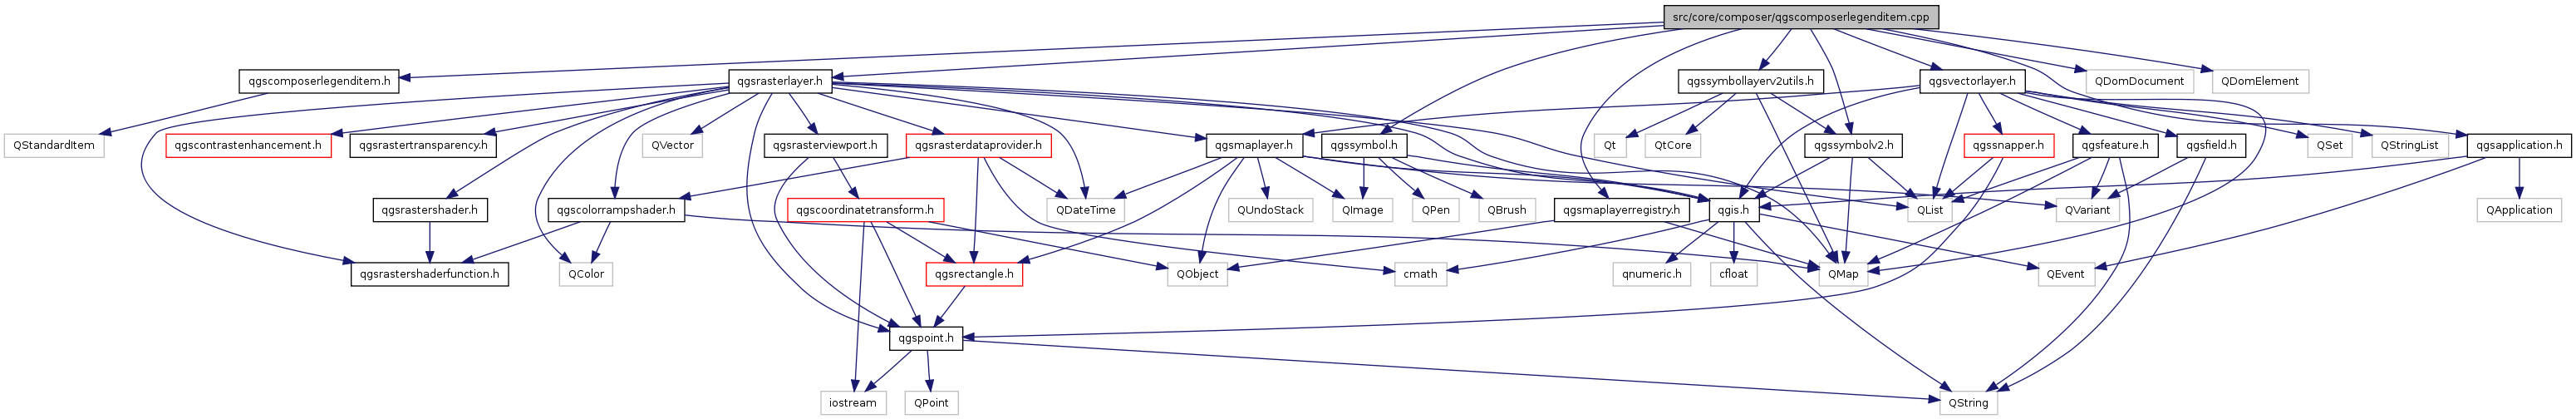 src/core/composer/qgscomposerlegenditem.cpp
qgscomposerlegenditem.h
qgsrasterlayer.h
qgssymbollayerv2utils.h
qgsvectorlayer.h
QDomDocument
QDomElement
QStandardItem
qgscontrastenhancement.h
qgsrastertransparency.h
QVector
qgsrasterviewport.h
qgsrasterdataprovider.h
qgsmaplayer.h
qgssymbol.h
Qt
QtCore
qgssymbolv2.h
qgssnapper.h
qgsfeature.h
qgsfield.h
QSet
QStringList
qgsapplication.h
qgsrastershader.h
qgscolorrampshader.h
qgscoordinatetransform.h
QDateTime
QUndoStack
QImage
QPen
QBrush
qgsmaplayerregistry.h
qgis.h
QList
QVariant
QApplication
qgsrastershaderfunction.h
QColor
qgsrectangle.h
QObject
cmath
qnumeric.h
cfloat
QMap
QEvent
qgspoint.h
iostream
QPoint
QString